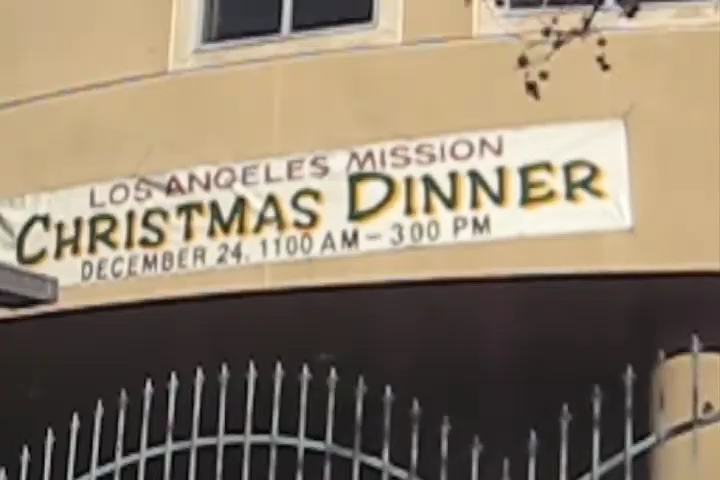 LOS ANGELES MISSION
CHRISTMAS DINNER
DECEMBER 24, 1100 AM - 300 PM